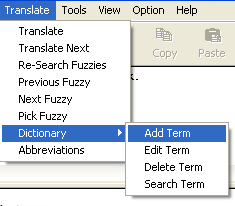 Translate Tools View Option Help
Translate
Translate Next
Re-Search Fuzzies
Previous Fuzzy
Next Fuzzy
Pick Fuzzy
Dictionary
Abbreviations
Copy Paste
Add Term
Edit Term
Delete Term
Search Term